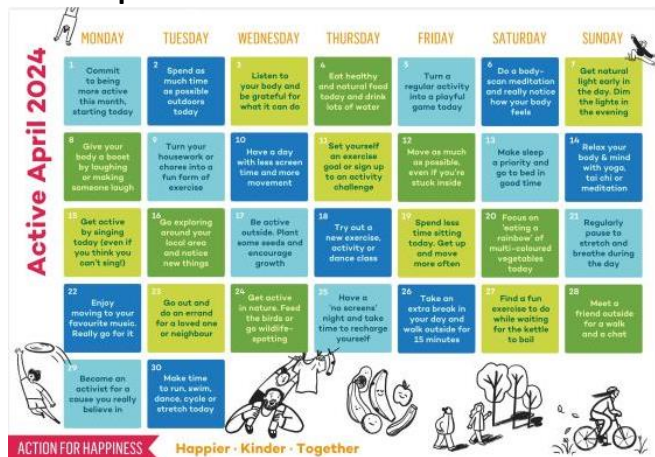 Active April 2024
MONDAY TUESDAY WEDNESDAY THURSDAY FRIDAY SATURDAY SUNDAY
1 Commit
to being
more active
this month,
starting today
2 Spend as
much time
as possible
outdoors
today
3 Listen to
your body and
be grateful for
what it can do
4 Eat healthy
and natural food
today and drink
lots of water
5 Turn a
regular activity
into a playful
game today
6 Do a body-
scan meditation
and really notice
how your body
feels
7 Get natural
light early in
the day. Dim
the lights in
the evening
8 Give your
body a boost
by laughing
or making
someone laugh
9 Turn your
housework or
chores into a
fun form of
exercise
10 Have a day
with less screen
time and more
movement
11 Set yourself
an exercise
goal or sign up
to an activity
challenge
12 Move as much
as possible,
even if you're
stuck inside
13 Make sleep
a priority and
go to bed in
good time
14 Relax your
body & mind
with yoga,
tai chi or
meditation
15 Get active
by singing
today (even if
you think you
can't sing!)
16 Go exploring
around your
local area
and notice
new things
17 Be active
outside. Plant
some seeds and
encourage
growth
18 Try out a
new exercise,
activity or
dance class
19 Spend less
time sitting
today. Get up
and move
more often
20 Focus on
'eating a
rainbow' of
multi-coloured
vegetables
today
21 Regularly
pause to
stretch and
breathe during
the day
22 Enjoy
moving to your
favourite music.
Really go for it
23 Go out and
do an errand
for a loved one
or neighbour
24 Get active
in nature. Feed
the birds or
go wildlife-
spotting
25 Have a
'no screens'
night and take
time to recharge
yourself
26 Take an
extra break in
your day and
walk outside for
15 minutes
27 Find a fun
exercise to do
while waiting
for the kettle
to boil
28 Meet a
friend outside
for a walk
and a chat
29 Become an
activist for a
cause you really
believe in
30 Make time
to run, swim,
dance, cycle or
stretch today
ACTION FOR HAPPINESS
Happier · Kinder · Together